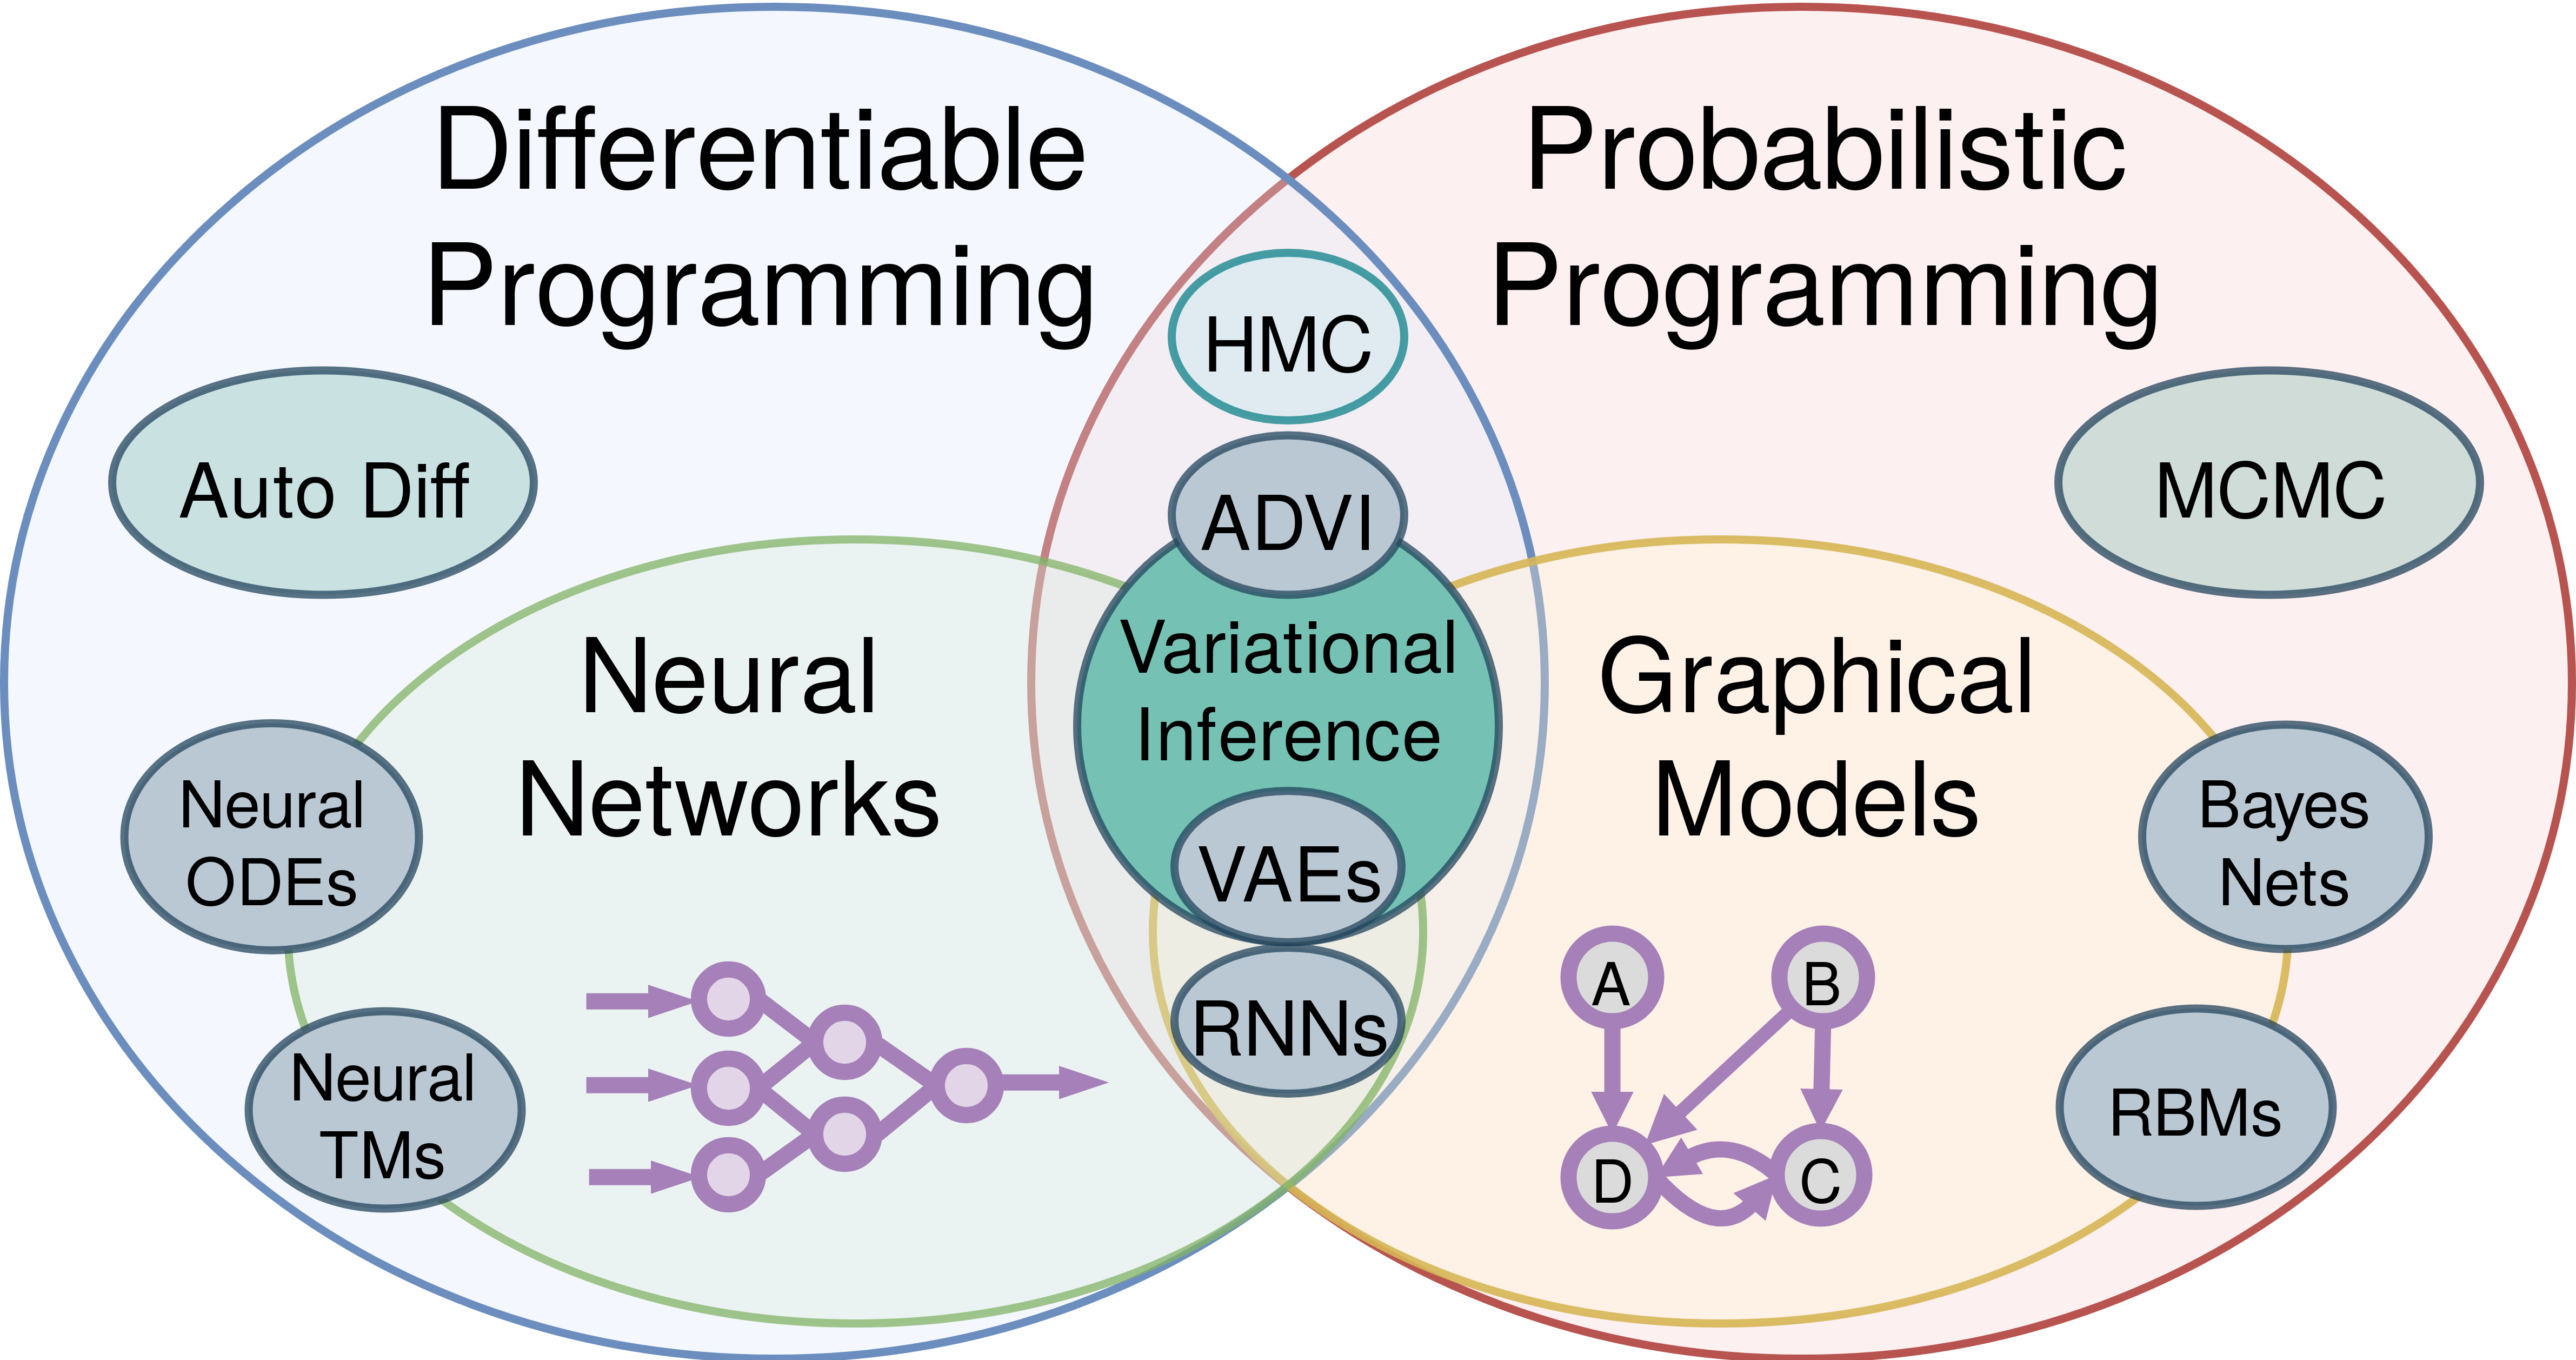 Differentiable
Programming
Probabilistic
Programming
HMC
Auto Diff
ADVI
MCMC
Neural
Networks
Variational
Inference
Graphical
Models
Neural
ODEs
VAEs
Bayes
Nets
Neural
TMs
RNNs
A
B
D
C
RBMs